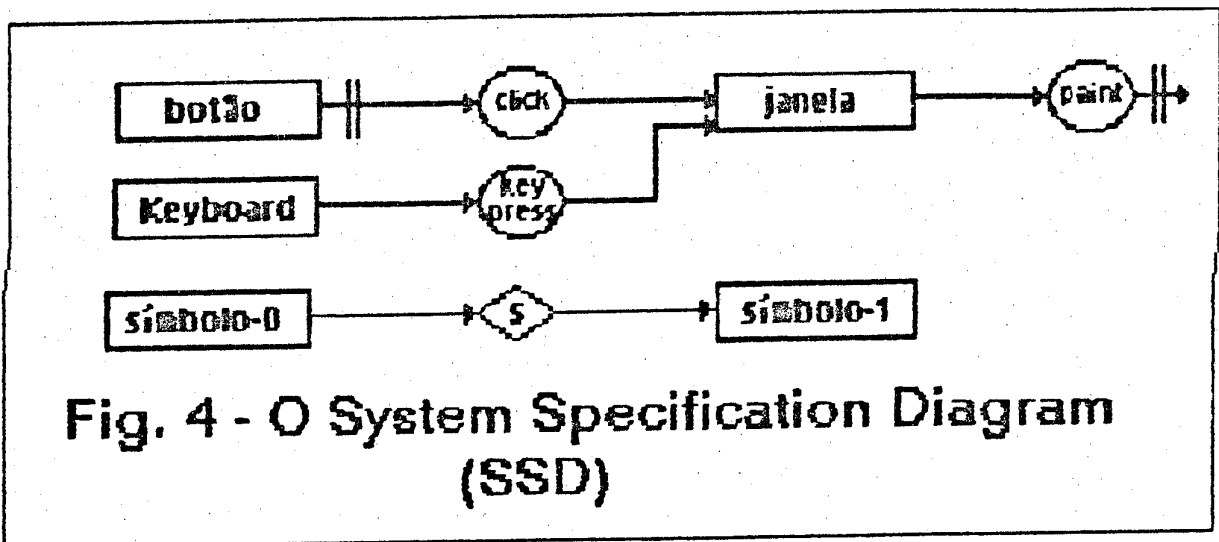 botão
click
janela
paint
Keyboard
key
press
símbolo-0
S
símbolo-1
Fig. 4 - O System Specification Diagram
(SSD)